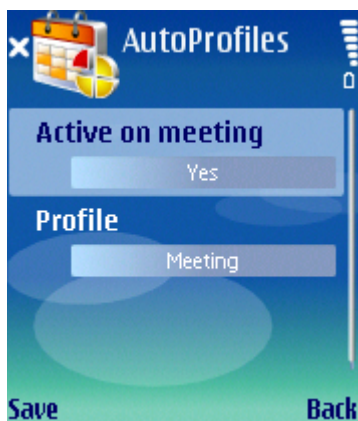 AutoProfiles
Active on meeting
Yes
Profile
Meeting
Save Back